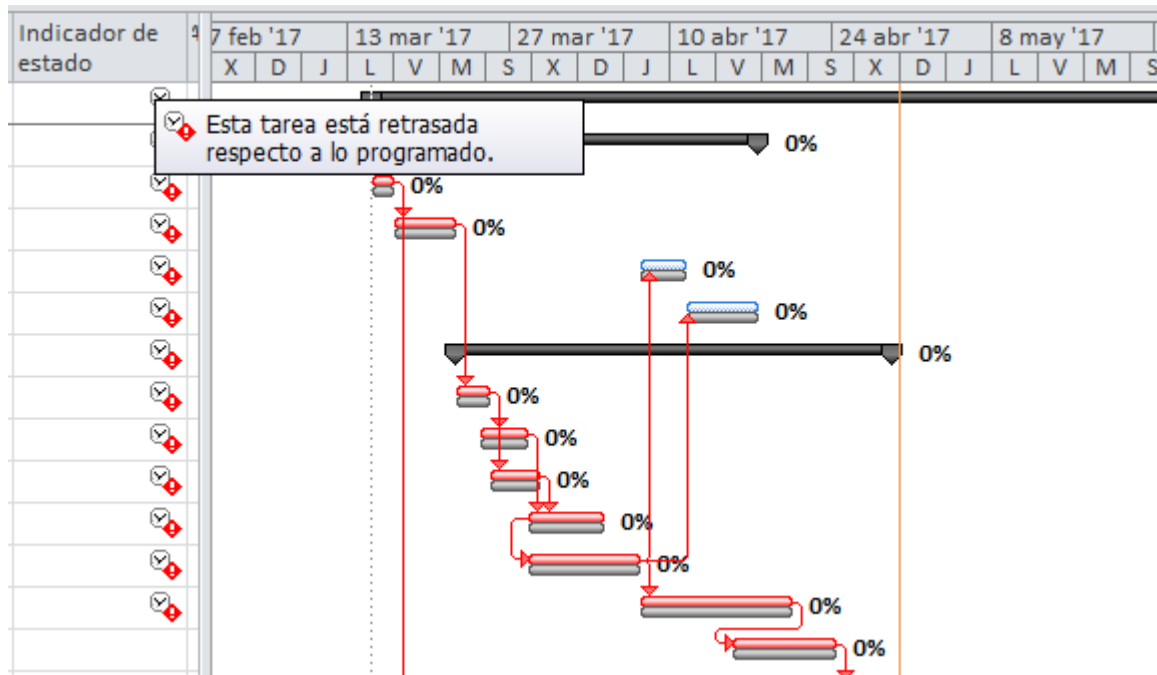 Indicador de estado
7 feb '17 13 mar '17 27 mar '17 10 abr '17 24 abr '17 8 may '17
X D J L V M S X D J L V M S X D J L V M S
Esta tarea está retrasada
respecto a lo programado.
0%
0%
0%
0%
0%
0%
0%
0%
0%
0%
0%
0%
0%